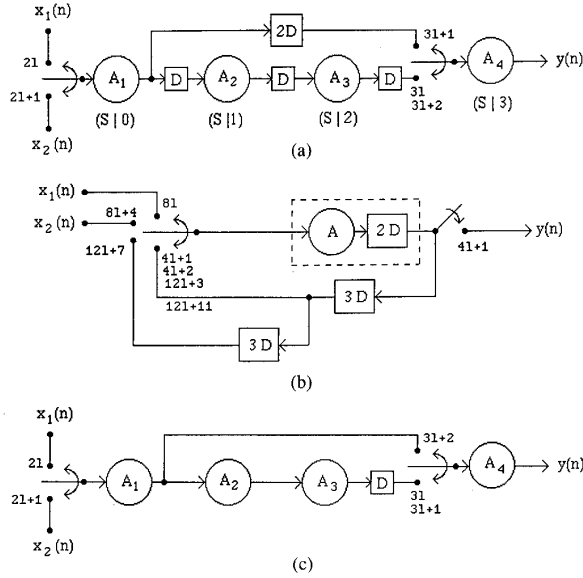 x₁(n)
2l
2l+1
x₂(n)
A₁
(S|0)
D
A₂
(S|1)
2D
D
A₃
(S|2)
D
3l+1
3l
3l+2
A₄
(S|3)
y(n)
(a)
x₁(n)
8l
x₂(n)
8l+4
12l+7
4l+1
4l+2
12l+3
12l+11
A
2D
4l+1
y(n)
3D
3D
(b)
x₁(n)
2l
2l+1
x₂(n)
A₁
A₂
A₃
D
3l+2
3l
3l+1
A₄
y(n)
(c)